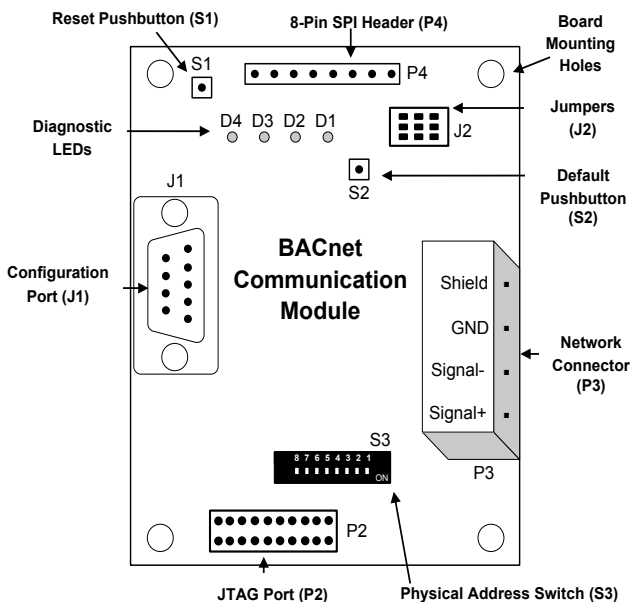 Reset Pushbutton (S1)
8-Pin SPI Header (P4)
Board
Mounting
Holes
S1
P4
Diagnostic
LEDs
D4 D3 D2 D1
J2
Jumpers
(J2)
S2
Default
Pushbutton
(S2)
J1
Configuration
Port (J1)
BACnet
Communication
Module
Shield
GND
Signal-
Signal+
Network
Connector
(P3)
P3
S3
8 7 6 5 4 3 2 1
ON
P2
JTAG Port (P2)
Physical Address Switch (S3)